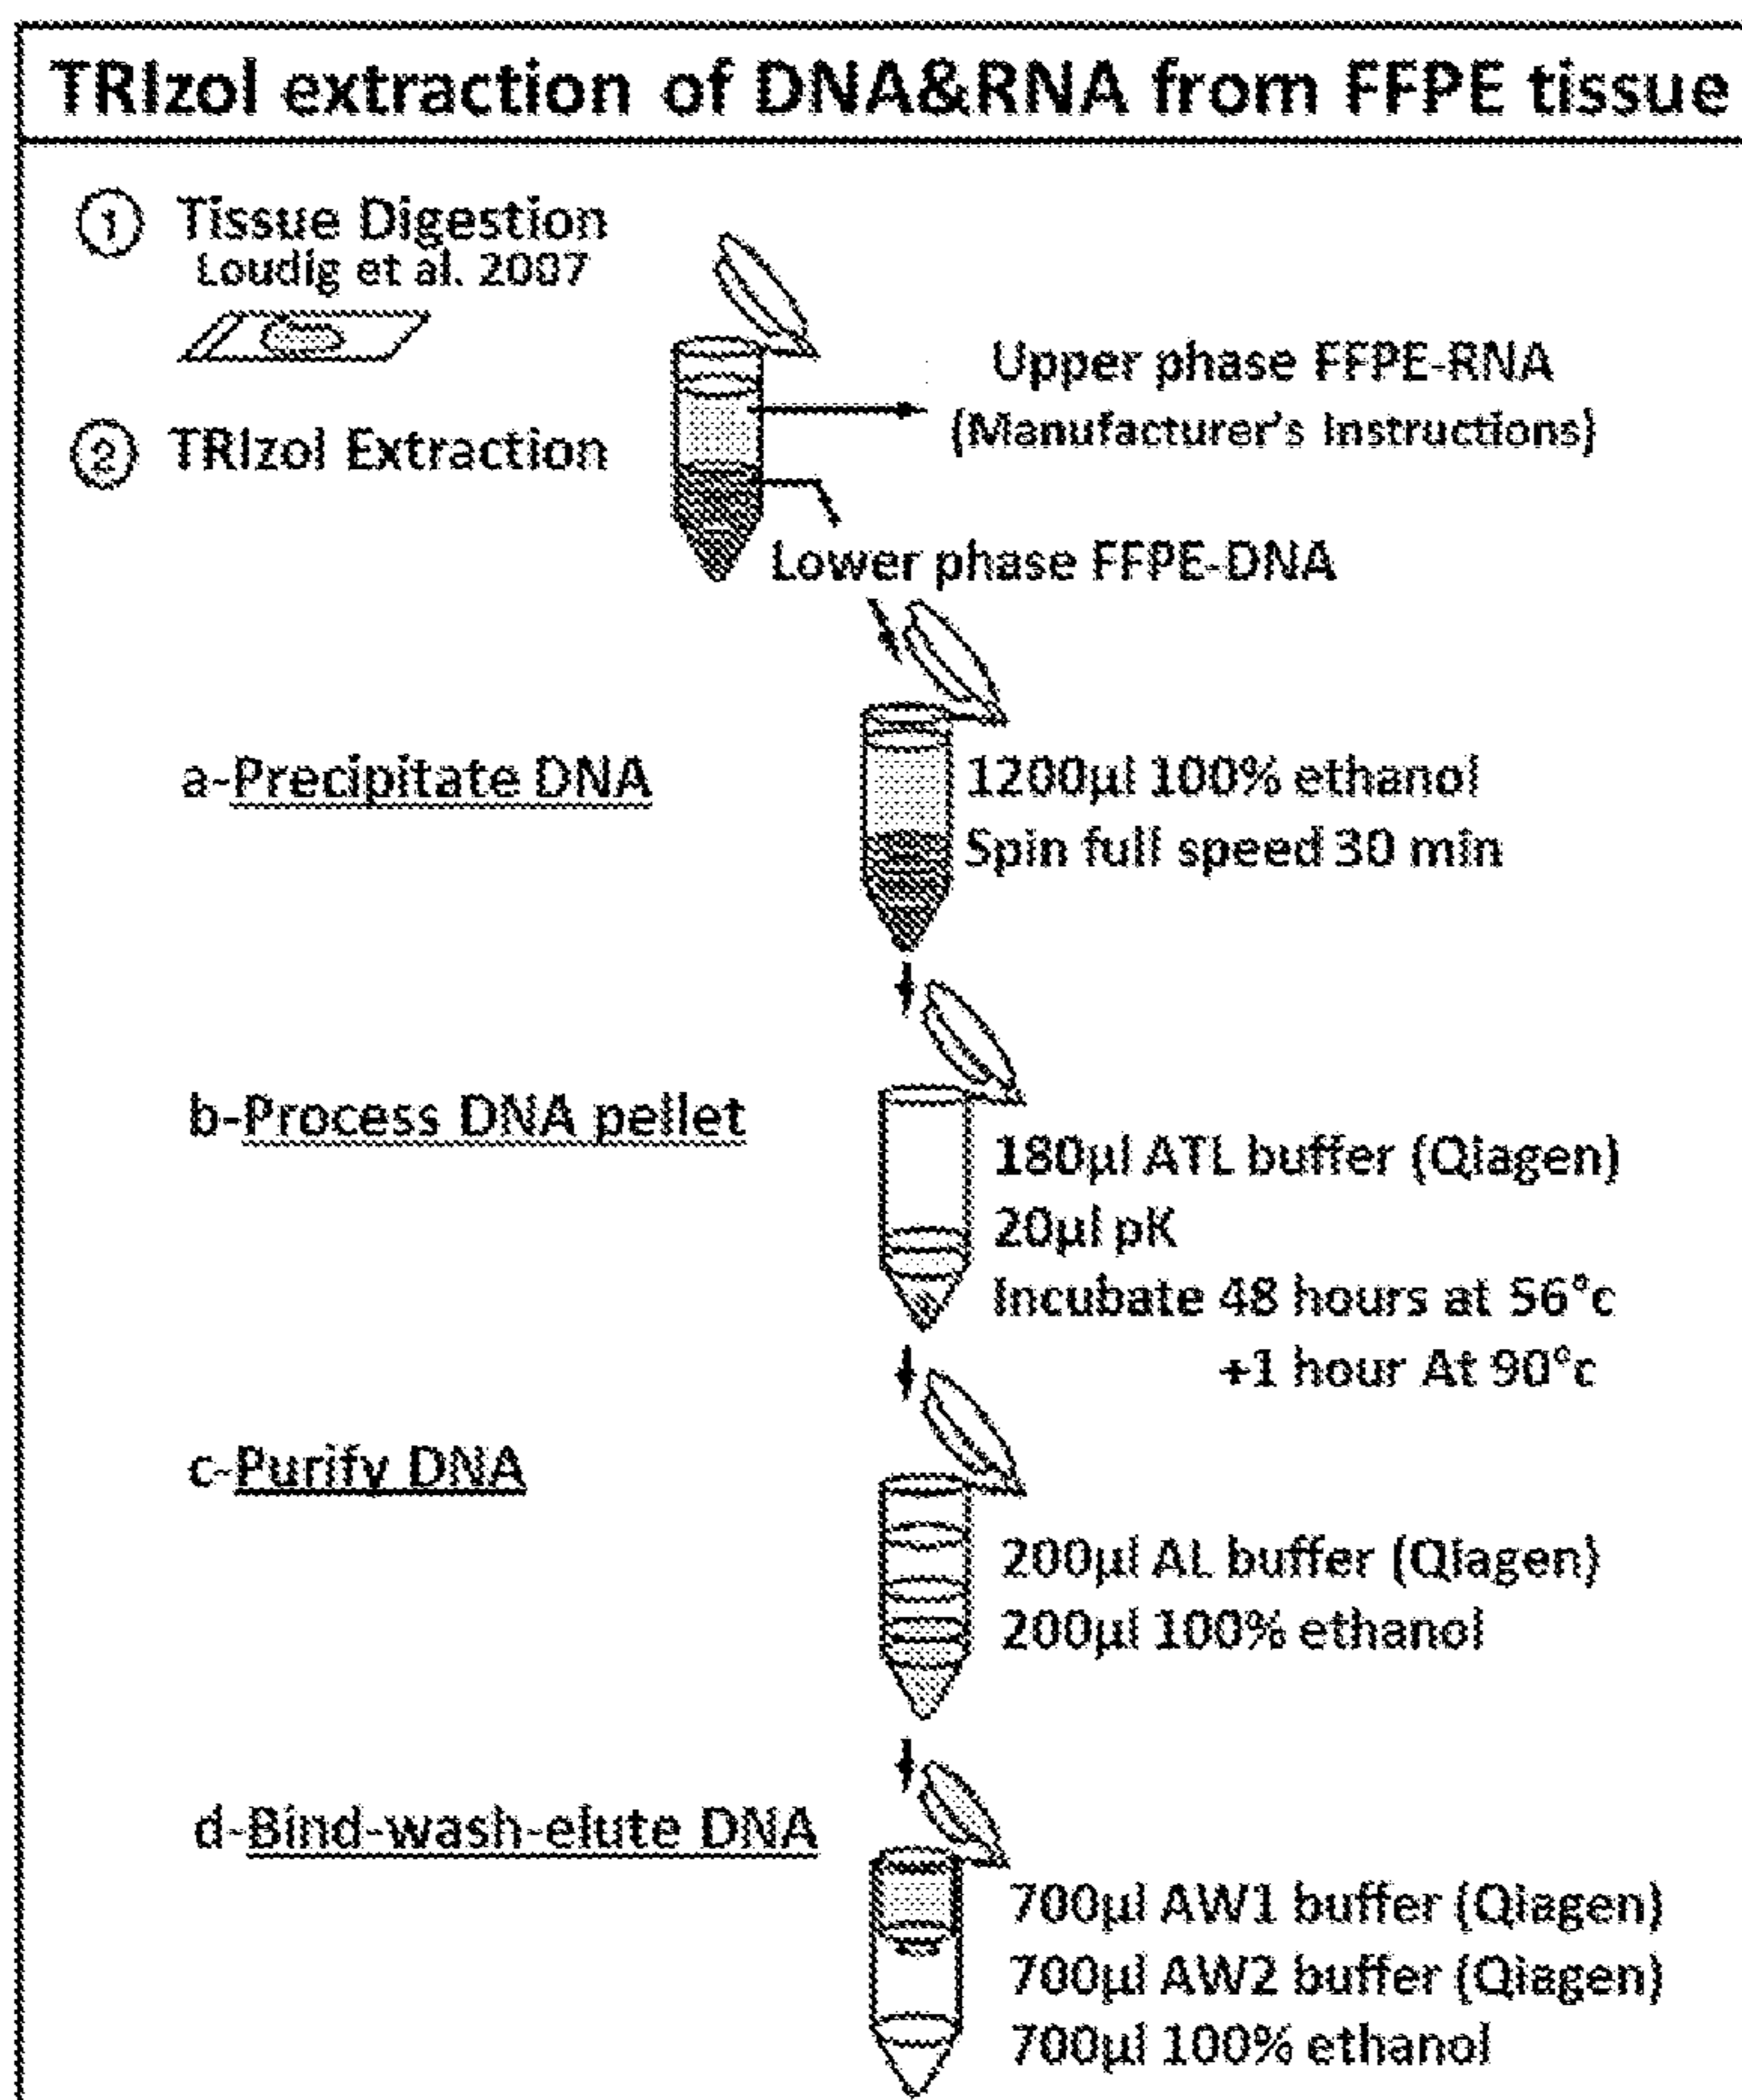 TRIzol extraction of DNA&RNA from FFPE tissue
1 Tissue Digestion
Loudig et al. 2007
2 TRIzol Extraction
Upper phase FFPE-RNA
(Manufacturer's Instructions)
Lower phase FFPE-DNA
a-Precipitate DNA
1200µl 100% ethanol
Spin full speed 30 min
b-Process DNA pellet
180µl ATL buffer (Qiagen)
20µl pK
Incubate 48 hours at 56°c
+1 hour At 90°c
c-Purify DNA
200µl AL buffer (Qiagen)
200µl 100% ethanol
d-Bind-wash-elute DNA
700µl AW1 buffer (Qiagen)
700µl AW2 buffer (Qiagen)
700µl 100% ethanol